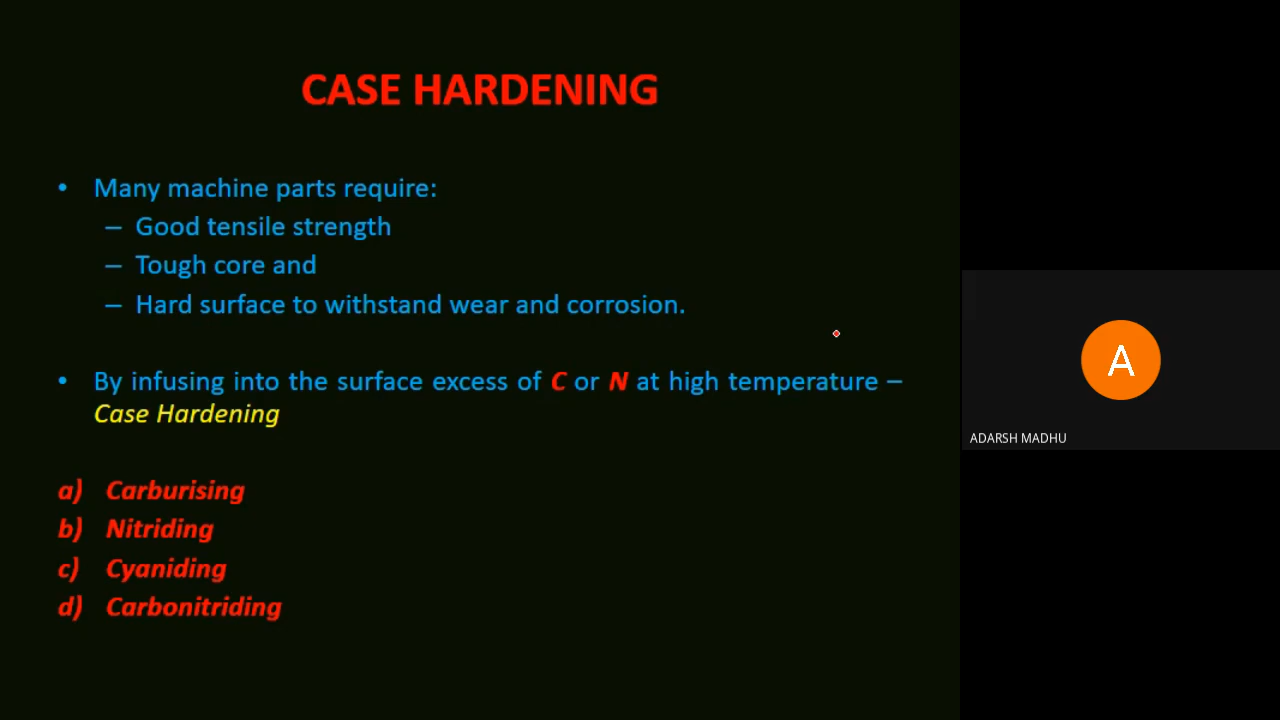 CASE HARDENING
• Many machine parts require:
– Good tensile strength
– Tough core and
– Hard surface to withstand wear and corrosion.
• By infusing into the surface excess of C or N at high temperature –
Case Hardening
a) Carburising
b) Nitriding
c) Cyaniding
d) Carbonitriding
A
ADARSH MADHU